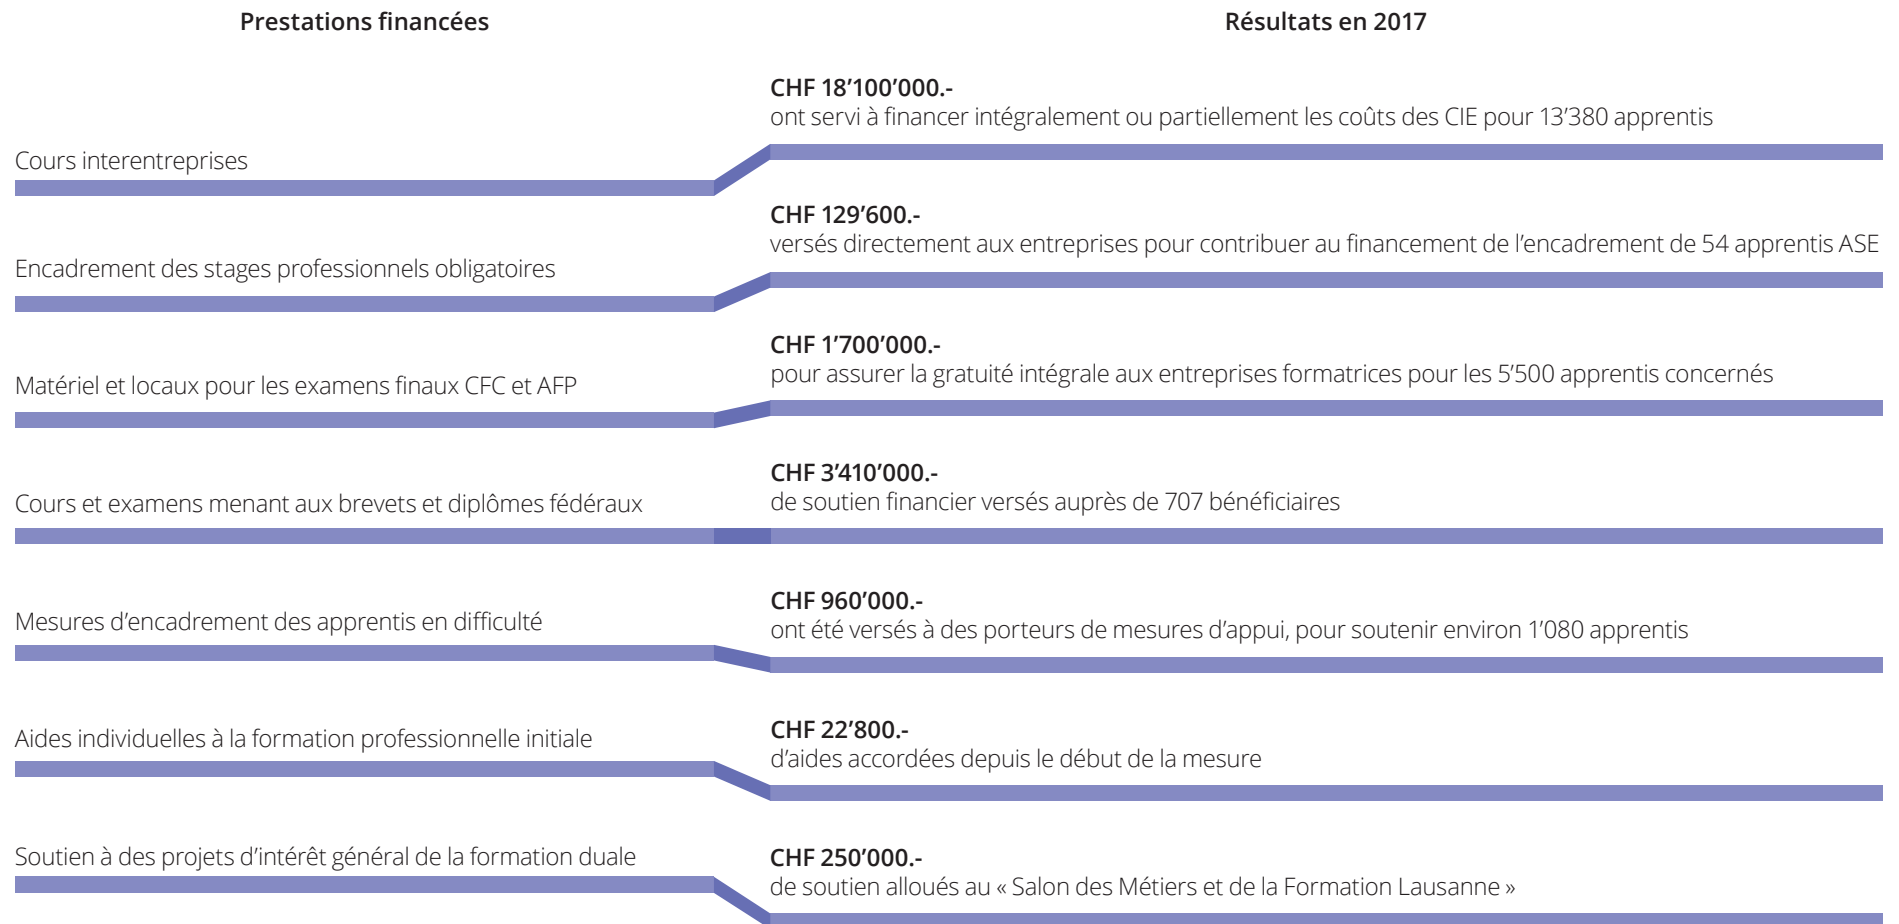 Prestations financées
Résultats en 2017
Cours interentreprises
CHF 18’100’000.-
ont servi à financer intégralement ou partiellement les coûts des CIE pour 13’380 apprentis
Encadrement des stages professionnels obligatoires
CHF 129’600.-
versés directement aux entreprises pour contribuer au financement de l’encadrement de 54 apprentis ASE
Matériel et locaux pour les examens finaux CFC et AFP
CHF 1’700’000.-
pour assurer la gratuité intégrale aux entreprises formatrices pour les 5’500 apprentis concernés
Cours et examens menant aux brevets et diplômes fédéraux
CHF 3’410’000.-
de soutien financier versés auprès de 707 bénéficiaires
Mesures d’encadrement des apprentis en difficulté
CHF 960’000.-
ont été versés à des porteurs de mesures d’appui, pour soutenir environ 1’080 apprentis
Aides individuelles à la formation professionnelle initiale
CHF 22’800.-
d’aides accordées depuis le début de la mesure
Soutien à des projets d’intérêt général de la formation duale
CHF 250’000.-
de soutien alloués au « Salon des Métiers et de la Formation Lausanne »